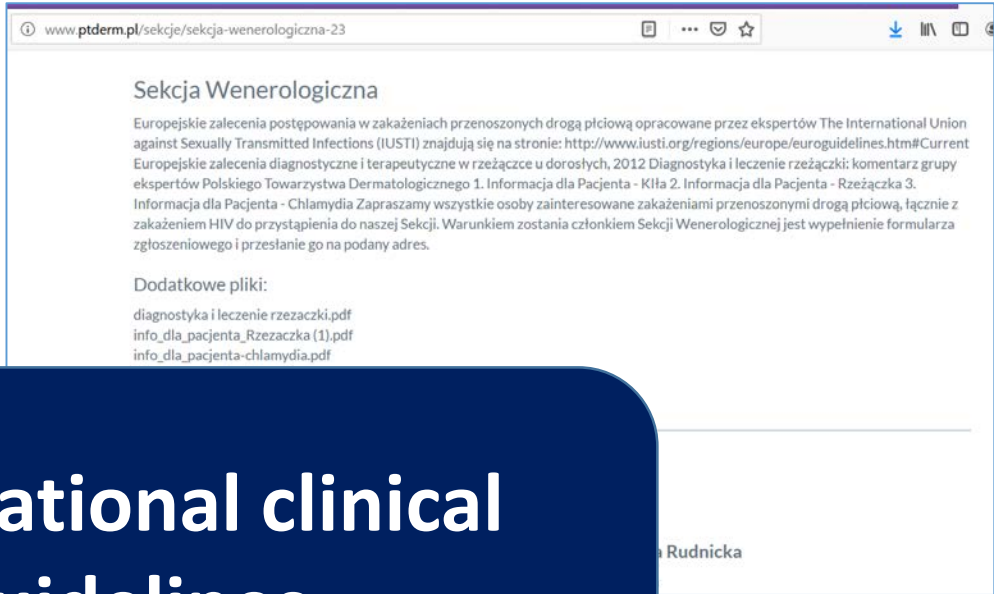 www.ptderm.pl/sekcje/sekcja-wenerologiczna-23
Sekcja Wenerologiczna
Europejskie zalecenia postępowania w zakażeniach przenoszonych drogą płciową opracowane przez ekspertów The International Union
against Sexually Transmitted Infections (IUSTI) znajdują się na stronie: http://www.iusti.org/regions/europe/euroguidelines.htm#Current
Europejskie zalecenia diagnostyczne i terapeutyczne w rzeżączce u dorosłych, 2012 Diagnostyka i leczenie rzeżączki: komentarz grupy
ekspertów Polskiego Towarzystwa Dermatologicznego 1. Informacja dla Pacjenta - KIła 2. Informacja dla Pacjenta - Rzeżączka 3.
Informacja dla Pacjenta - Chlamydia Zapraszamy wszystkie osoby zainteresowane zakażeniami przenoszonymi drogą płciową, łącznie z
zakażeniem HIV do przystąpienia do naszej Sekcji. Warunkiem zostania członkiem Sekcji Wenerologicznej jest wypełnienie formularza
zgłoszeniowego i przesłanie go na podany adres.
Dodatkowe pliki:
diagnostyka i leczenie rzezaczki.pdf
info_dla_pacjenta_Rzezaczka (1).pdf
info_dla_pacjenta-chlamydia.pdf
ational clinical
Rudnicka